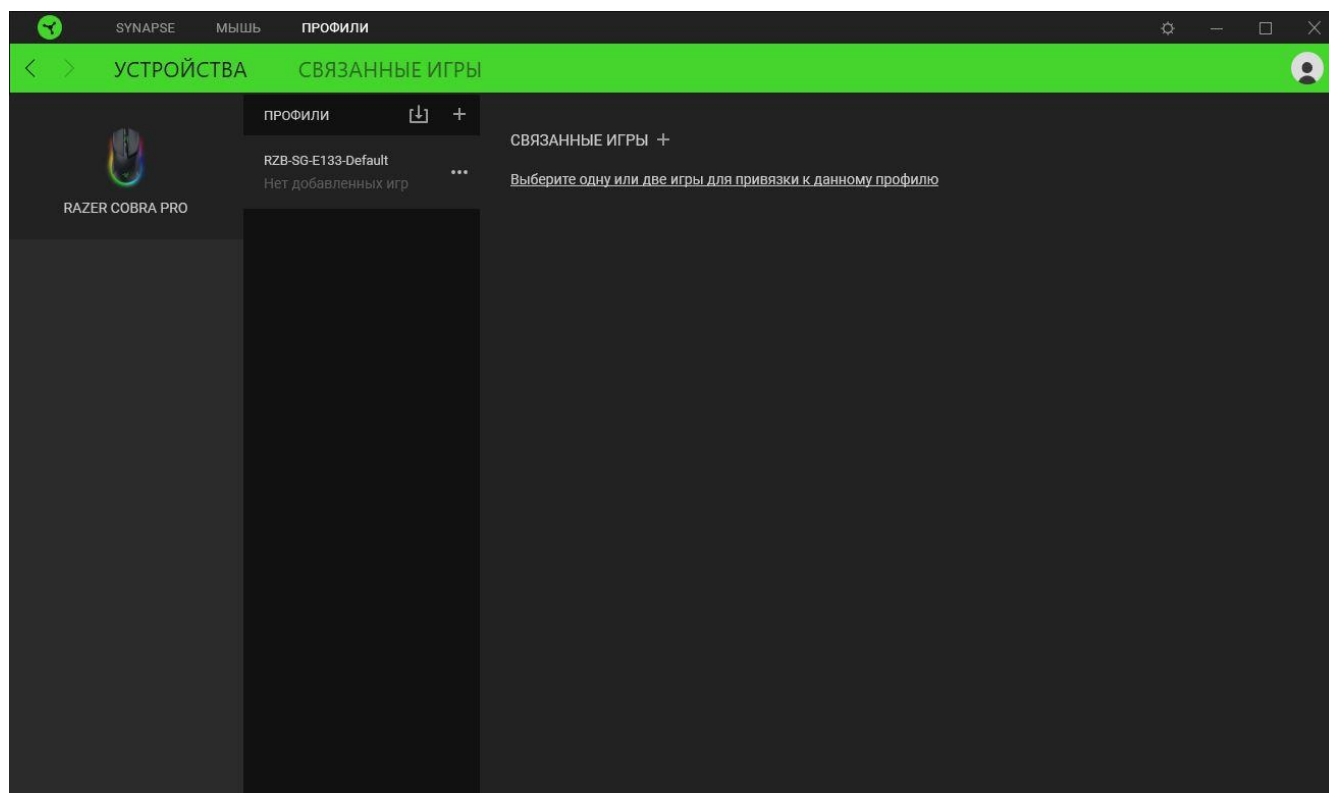 SYNAPSE МЫШЬ ПРОФИЛИ
УСТРОЙСТВА СВЯЗАННЫЕ ИГРЫ
RAZER COBRA PRO
ПРОФИЛИ
RZB-SG-E133-Default
Нет добавленных игр
СВЯЗАННЫЕ ИГРЫ
Выберите одну или две игры для привязки к данному профилю